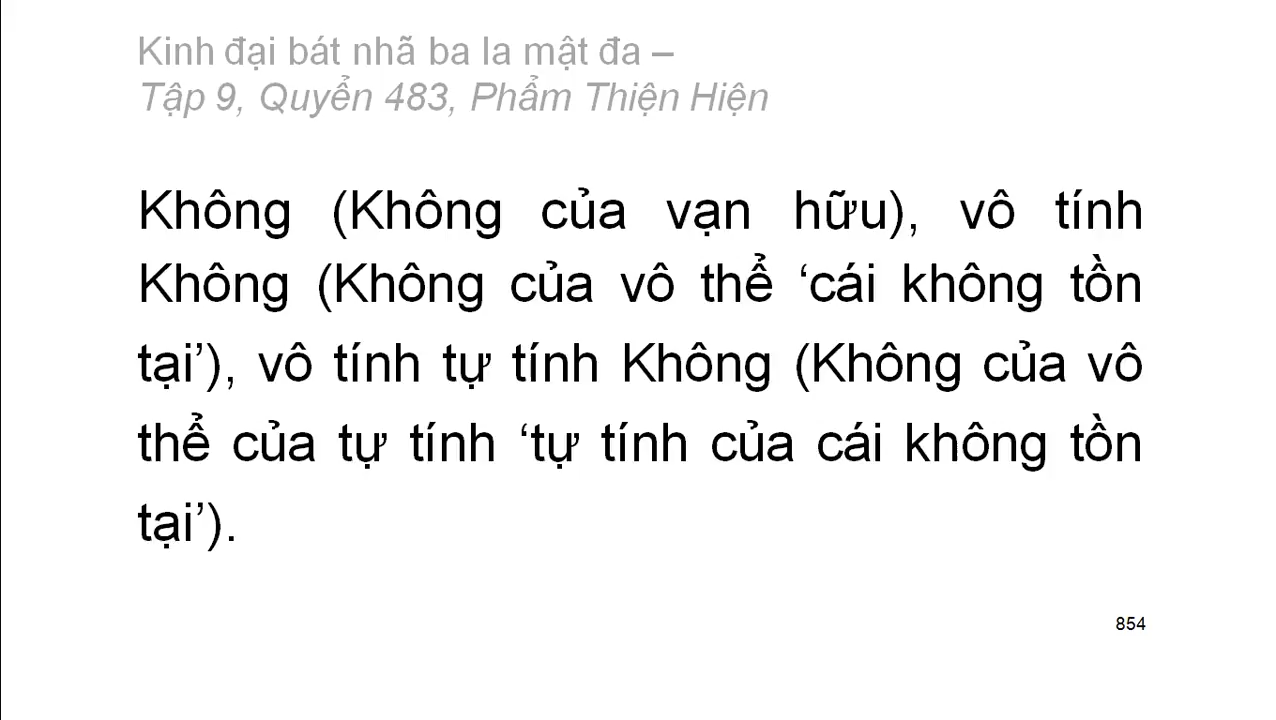 Kinh đại bát nhã ba la mật đa –
Tập 9, Quyển 483, Phẩm Thiện Hiện
Không (Không của vạn hữu), vô tính
Không (Không của vô thể ‘cái không tồn
tại’), vô tính tự tính Không (Không của vô
thể của tự tính ‘tự tính của cái không tồn
tại’).
854